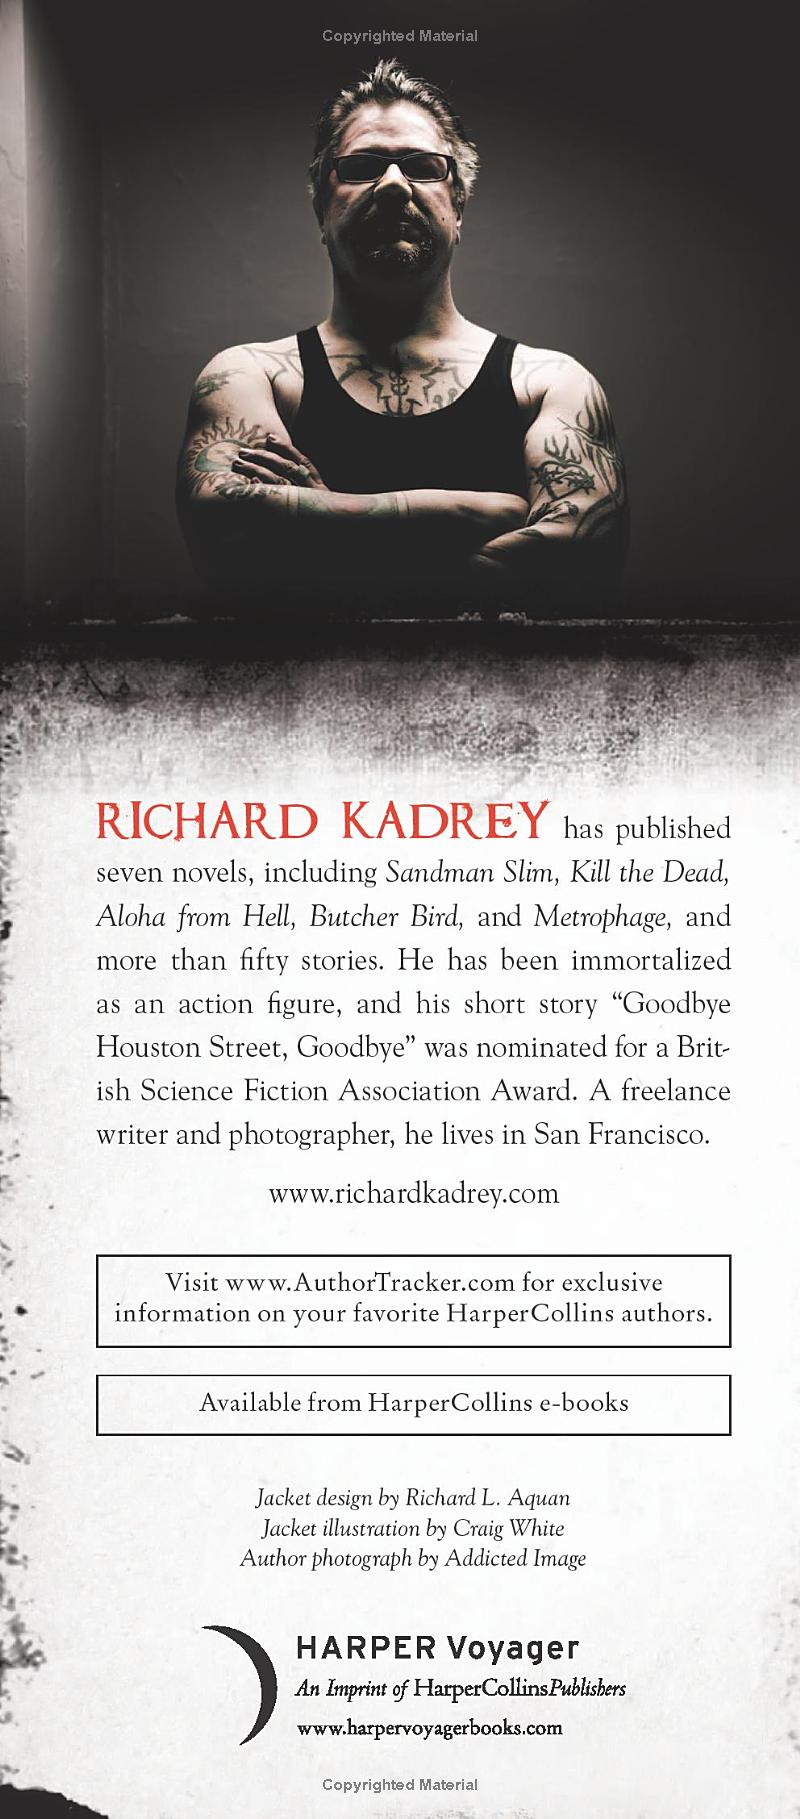 Copyrighted Material
RICHARD KADREY has published
seven novels, including Sandman Slim, Kill the Dead,
Aloha from Hell, Butcher Bird, and Metrophage, and
more than fifty stories. He has been immortalized
as an action figure, and his short story “Goodbye
Houston Street, Goodbye” was nominated for a Brit-
ish Science Fiction Association Award. A freelance
writer and photographer, he lives in San Francisco.
www.richardkadrey.com
Visit www.AuthorTracker.com for exclusive
information on your favorite HarperCollins authors.
Available from HarperCollins e-books
Jacket design by Richard L. Aquan
Jacket illustration by Craig White
Author photograph by Addicted Image
HARPER Voyager
An Imprint of HarperCollinsPublishers
www.harpervoyagerbooks.com
Copyrighted Material